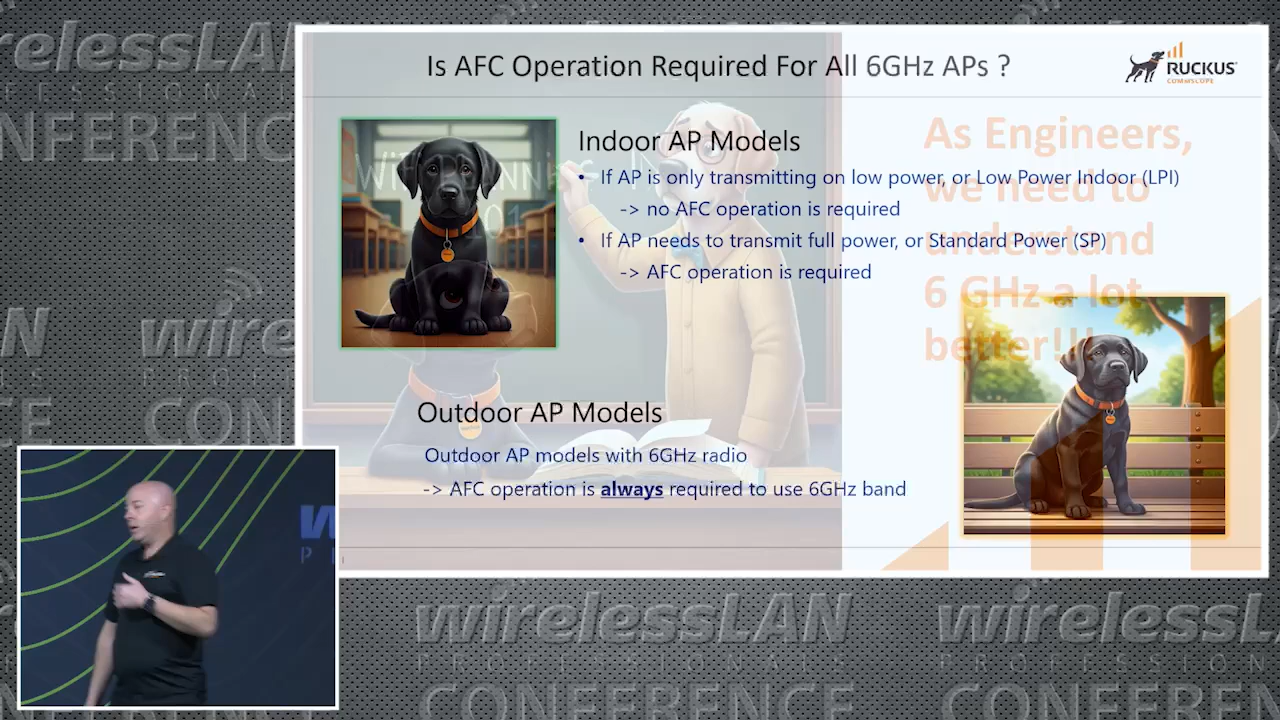 Is AFC Operation Required For All 6GHz APs ?
RUCKUS
COMMSCOPE
Indoor AP Models
• If AP is only transmitting on low power, or Low Power Indoor (LPI)
-> no AFC operation is required
• If AP needs to transmit full power, or Standard Power (SP)
-> AFC operation is required
Outdoor AP Models
Outdoor AP models with 6GHz radio
-> AFC operation is always required to use 6GHz band
As Engineers,
we need to
understand
6 GHz a lot
better!!!
wirelessLAN
PROFESSIONALS
CONFERENCE
wirelessLAN
PROFESSIONALS
CONFERENCE